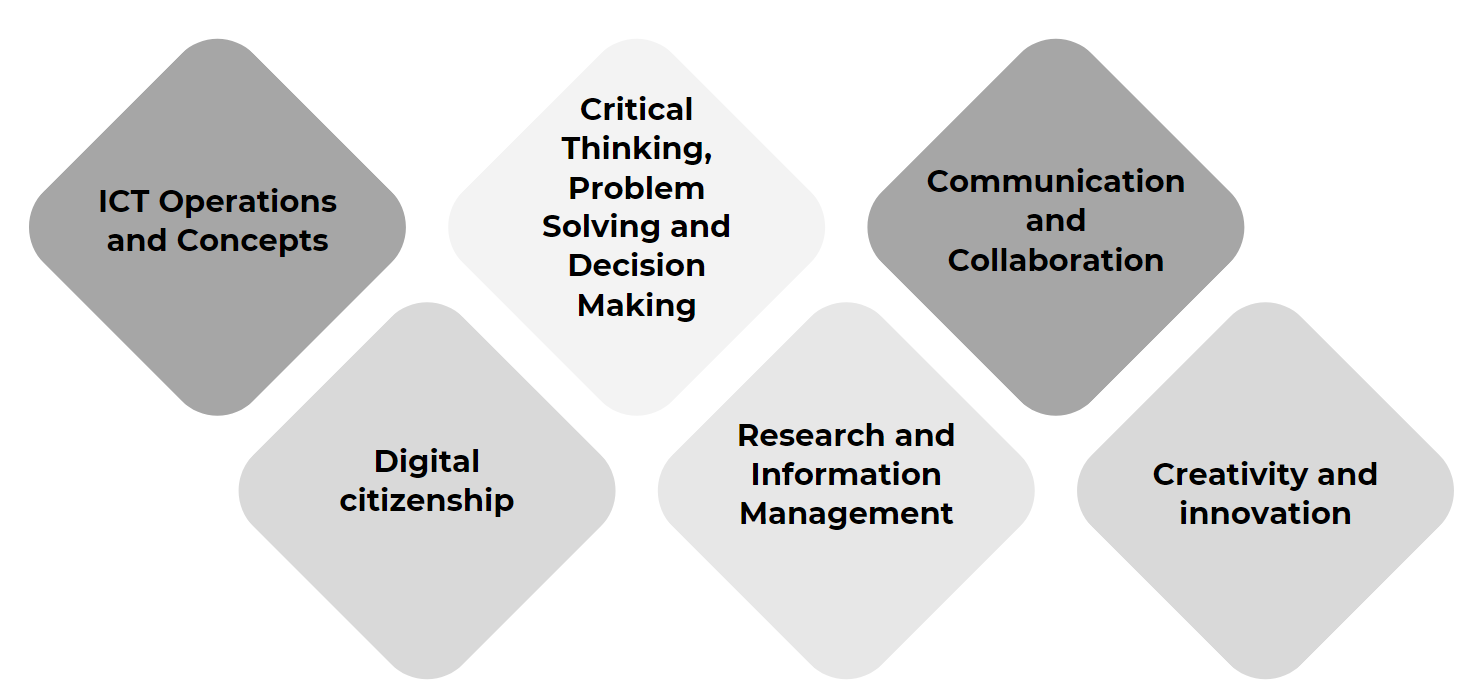 ICT Operations
and Concepts
Critical
Thinking,
Problem
Solving and
Decision
Making
Communication
and
Collaboration
Digital
citizenship
Research and
Information
Management
Creativity and
innovation